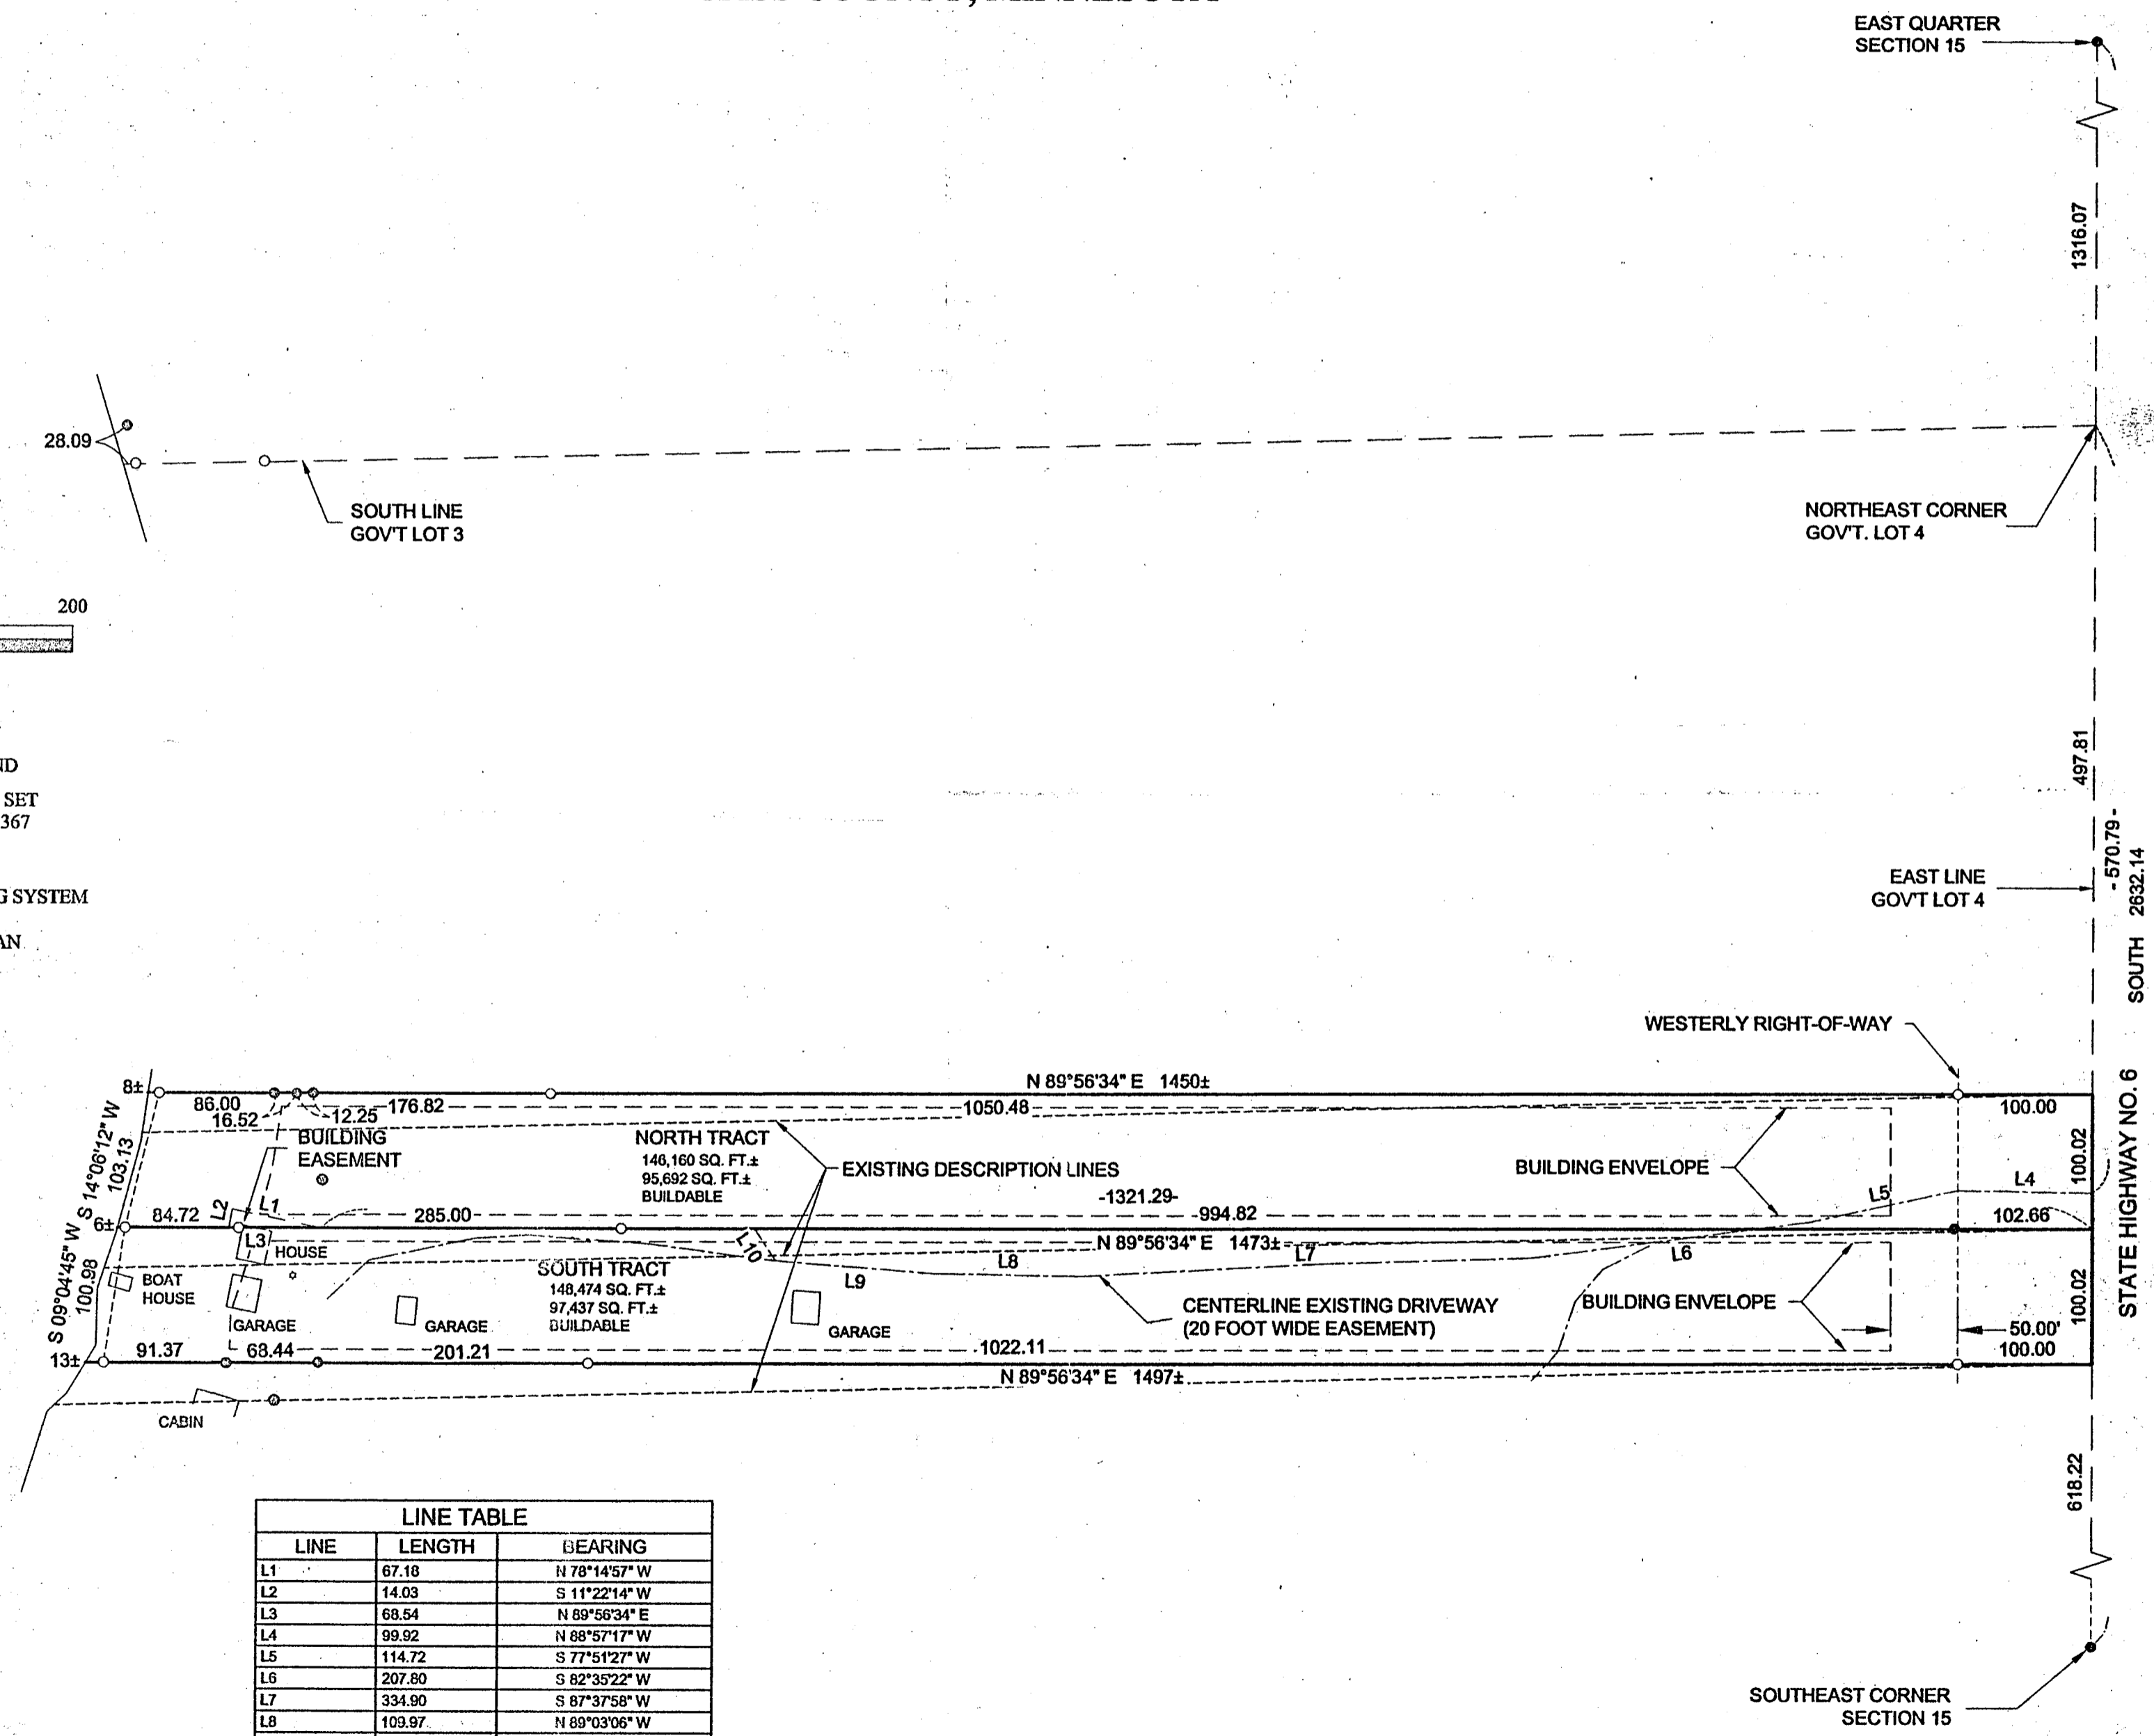 EAST QUARTER
SECTION 15
1316.07
28.09
SOUTH LINE
GOV'T LOT 3
NORTHEAST CORNER
GOV'T. LOT 4
200
SET
367
497.81
- 570.79 -
SOUTH 2632.14
EAST LINE
GOV'T LOT 4
G SYSTEM
WESTERLY RIGHT-OF-WAY
STATE HIGHWAY NO. 6
8±
N 89°56'34" E 1450±
86.00
16.52
12.25
176.82
1050.48
100.00
S 14°06'12" W
103.13
BUILDING
EASEMENT
NORTH TRACT
146,160 SQ. FT.±
95,692 SQ. FT.±
BUILDABLE
EXISTING DESCRIPTION LINES
BUILDING ENVELOPE
100.02
L4
L5
-1321.29-
6±
84.72
L2
L1
285.00
994.82
102.66
L3
HOUSE
L10
N 89°56'34" E 1473±
L7
L6
L8
L9
S 09°04'45" W
100.98
BOAT
HOUSE
SOUTH TRACT
148,474 SQ. FT.±
97,437 SQ. FT.±
BUILDABLE
GARAGE
GARAGE
GARAGE
CENTERLINE EXISTING DRIVEWAY
(20 FOOT WIDE EASEMENT)
BUILDING ENVELOPE
100.02
50.00'
100.00
13±
91.37
68.44
201.21
1022.11
N 89°56'34" E 1497±
CABIN
618.22
LINE TABLE
LINE LENGTH BEARING
L1 67.18 N 78°14'57" W
L2 14.03 S 11°22'14" W
L3 68.54 N 89°56'34" E
L4 99.92 N 88°57'17" W
L5 114.72 S 77°51'27" W
L6 207.80 S 82°35'22" W
L7 334.90 S 87°37'58" W
L8 109.97 N 89°03'06" W
SOUTHEAST CORNER
SECTION 15